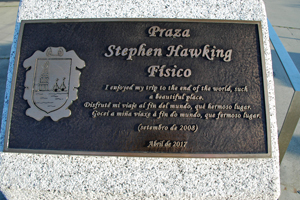 Praza
Stephen Hawking
Físico
I enjoyed my trip to the end of the world, such
a beautiful place.
Disfruté mi viaje al fin del mundo, qué hermoso lugar.
Gocei a miña viaxe á fin do mundo, que fermoso lugar.
(setembro de 2008)
Abril de 2017